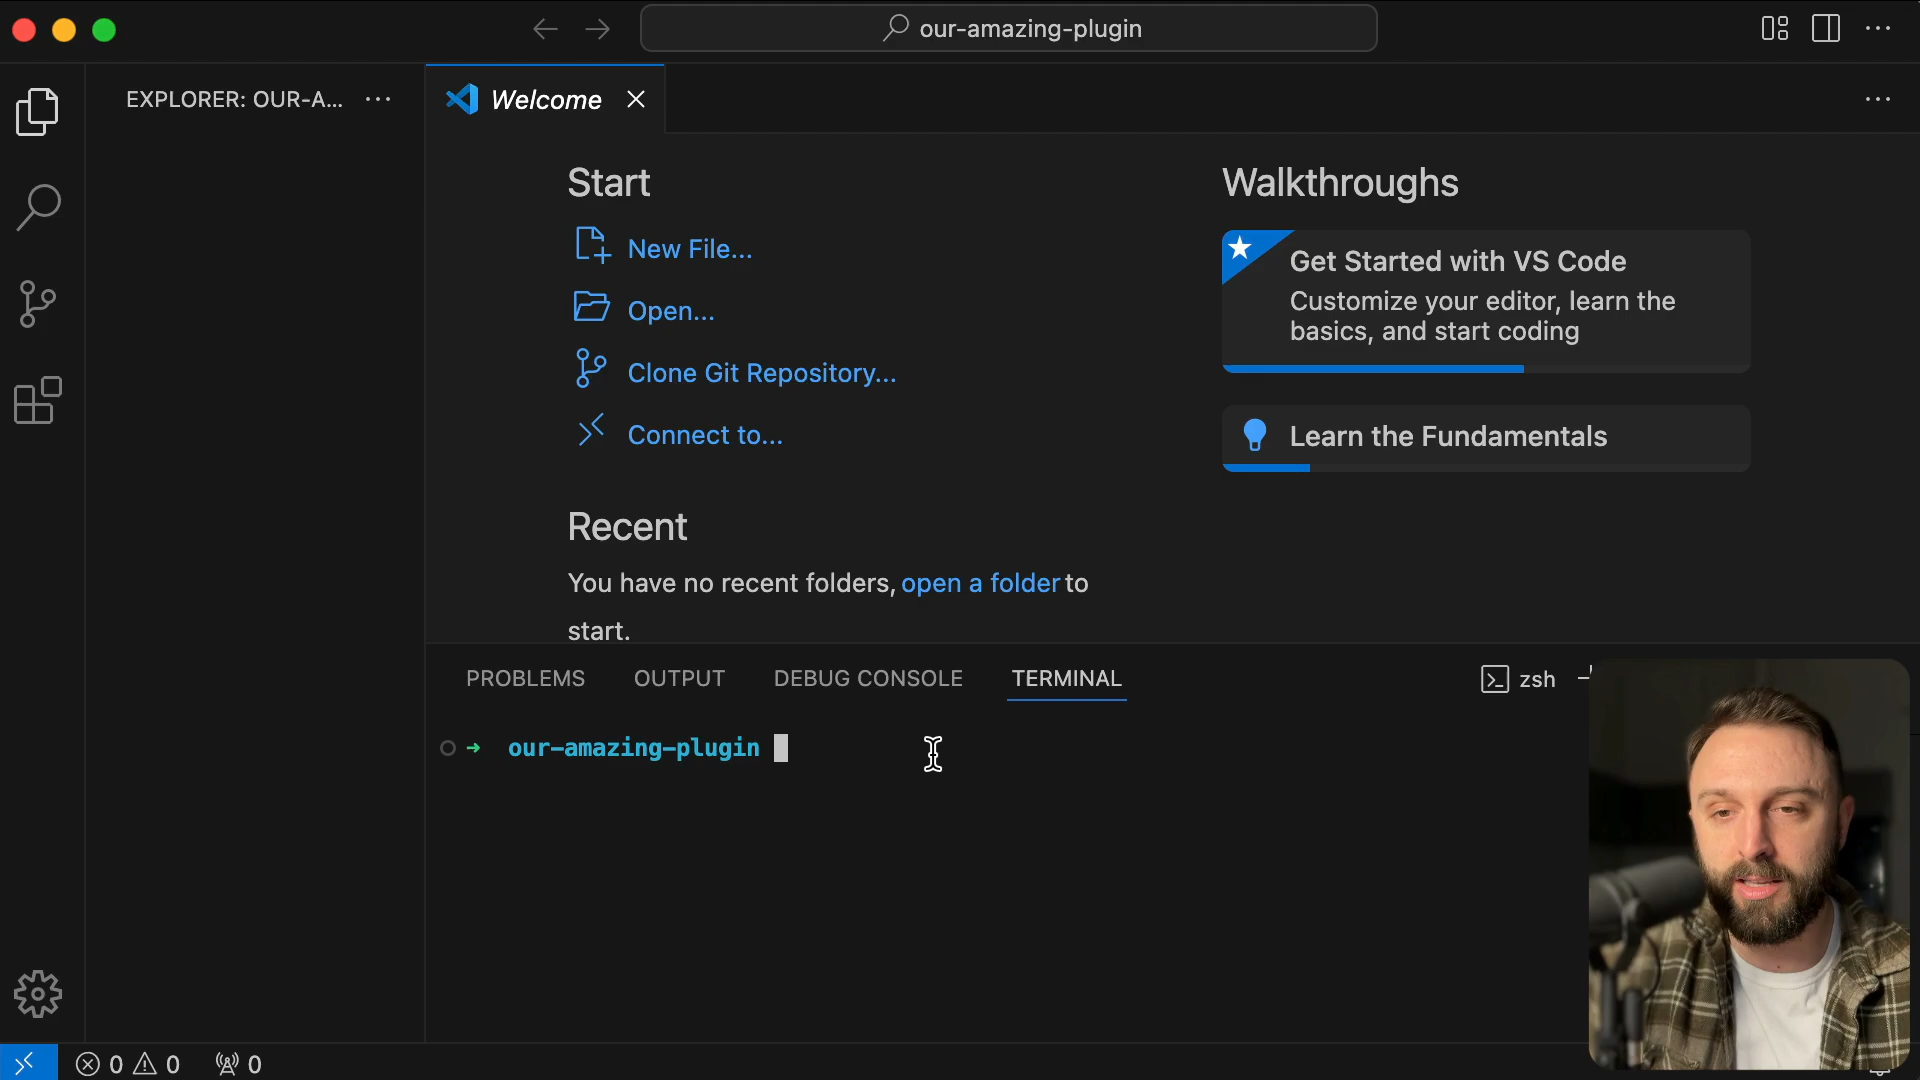 our-amazing-plugin
EXPLORER: OUR-A...
Welcome
Start
New File...
Open...
Clone Git Repository...
Connect to...
Recent
You have no recent folders, open a folder to
start.
Walkthroughs
Get Started with VS Code
Customize your editor, learn the
basics, and start coding
Learn the Fundamentals
PROBLEMS OUTPUT DEBUG CONSOLE TERMINAL
zsh
our-amazing-plugin
0 0 0